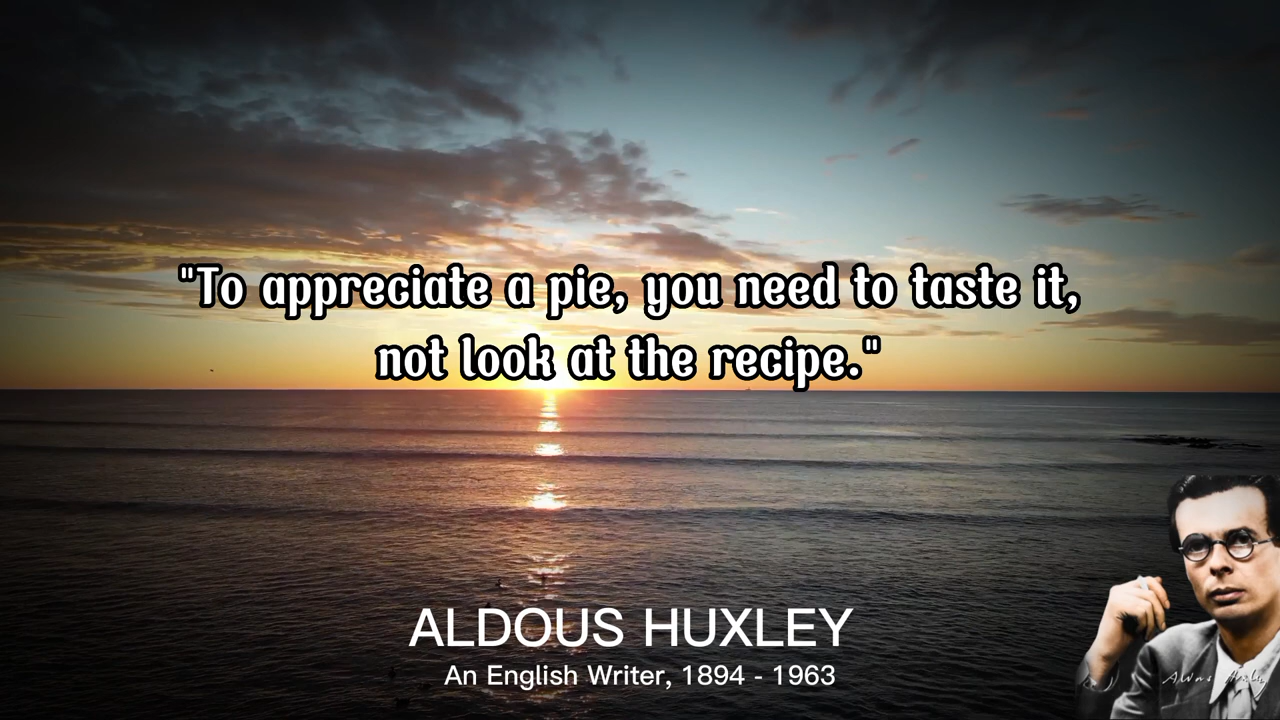 "To appreciate a pie, you need to taste it,
not look at the recipe."
ALDOUS HUXLEY
An English Writer, 1894 - 1963